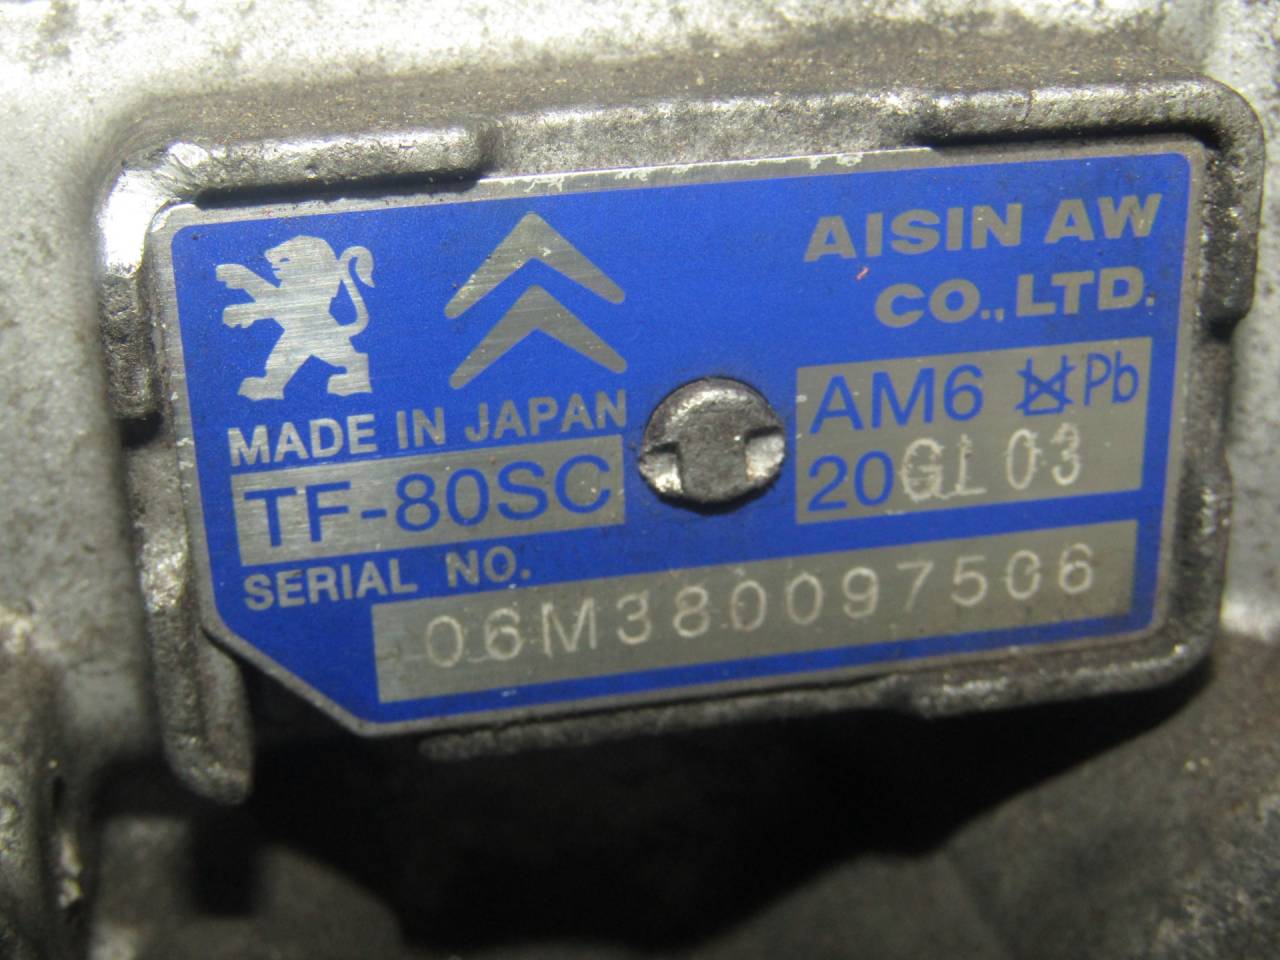 AISIN AW
CO., LTD.
MADE IN JAPAN
TF-80SC
AM6 Pb
20GL03
SERIAL NO.
06M380097506